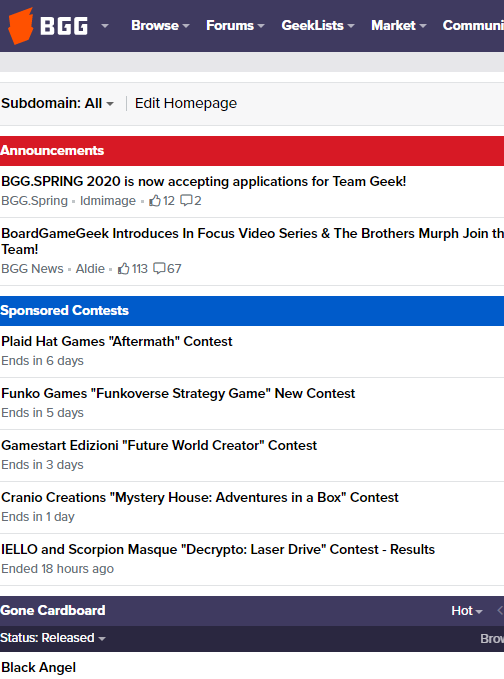 BGG Browse Forums GeekLists Market Communi
Subdomain: All Edit Homepage
Announcements
BGG.SPRING 2020 is now accepting applications for Team Geek!
BGG.Spring • Idmimage • 12 2
BoardGameGeek Introduces In Focus Video Series & The Brothers Murph Join th
Team!
BGG News • Aldie • 113 67
Sponsored Contests
Plaid Hat Games "Aftermath" Contest
Ends in 6 days
Funko Games "Funkoverse Strategy Game" New Contest
Ends in 5 days
Gamestart Edizioni "Future World Creator" Contest
Ends in 3 days
Cranio Creations "Mystery House: Adventures in a Box" Contest
Ends in 1 day
IELLO and Scorpion Masque "Decrypto: Laser Drive" Contest - Results
Ended 18 hours ago
Gone Cardboard Hot
Status: Released Brow
Black Angel